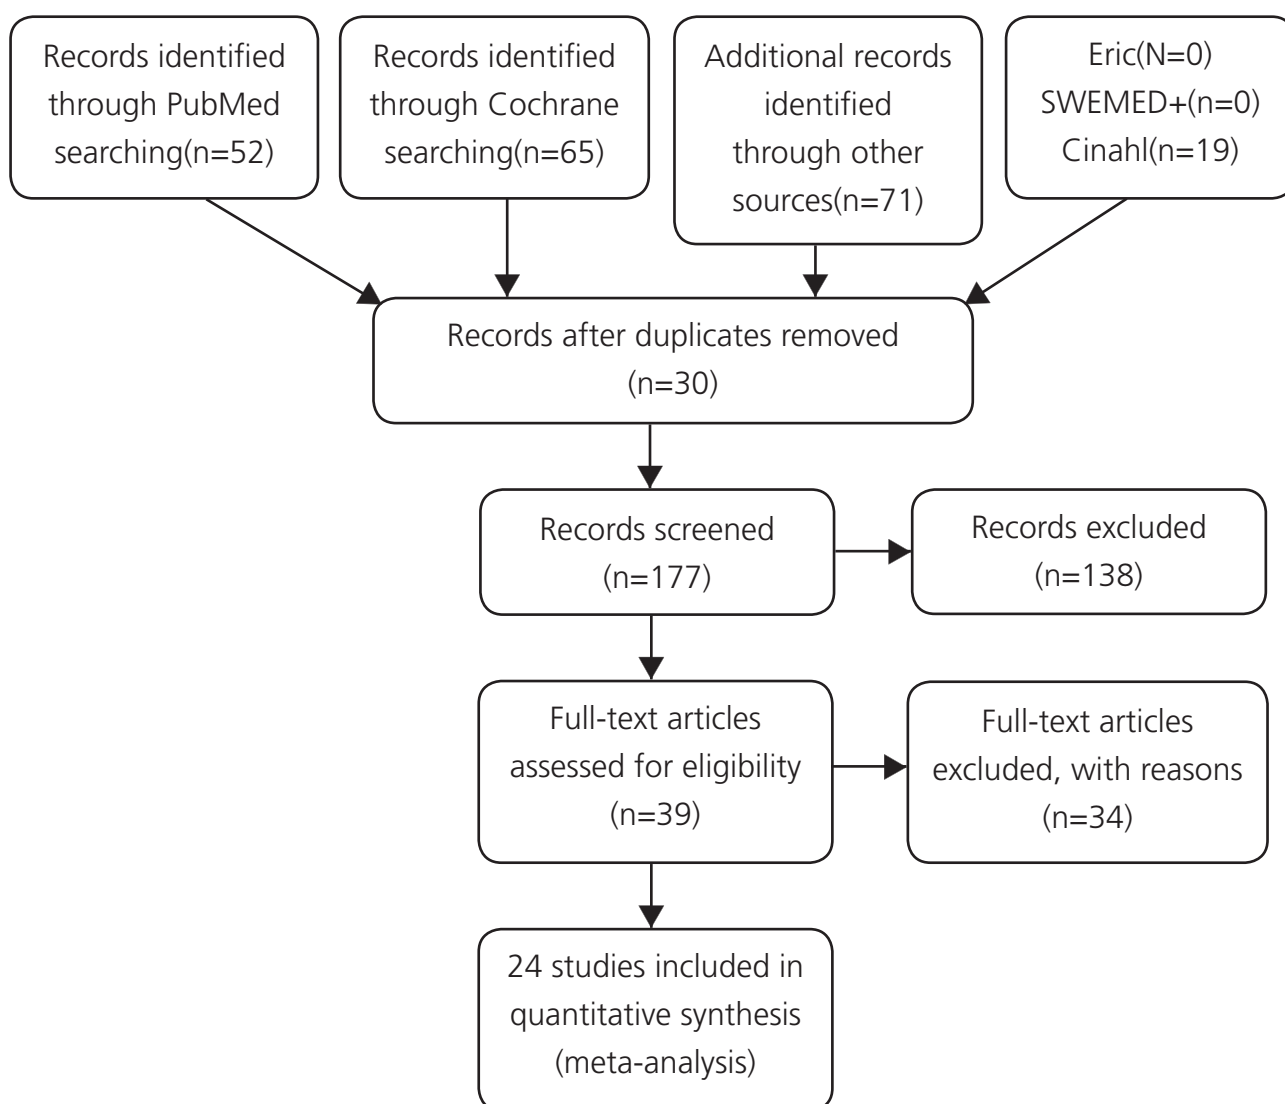 Records identified
through PubMed
searching(n=52)
Records identified
through Cochrane
searching(n=65)
Additional records
identified
through other
sources(n=71)
Eric(N=0)
SWEMED+(n=0)
Cinahl(n=19)
Records after duplicates removed
(n=30)
Records screened
(n=177)
Records excluded
(n=138)
Full-text articles
assessed for eligibility
(n=39)
Full-text articles
excluded, with reasons
(n=34)
24 studies included in
quantitative synthesis
(meta-analysis)